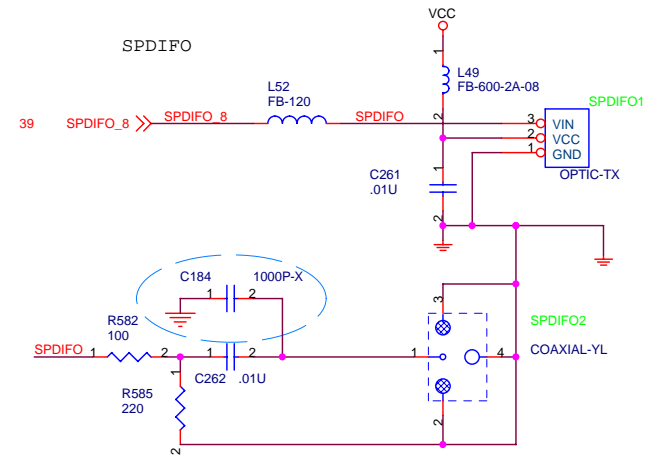 VCC
SPDIFO
1
L49
FB-600-2A-08
L52
FB-120
SPDIFO1
39 SPDIFO_8 SPDIFO_8 SPDIFO 2 3 VIN
2 VCC
1 GND
C261
.01U
1
OPTIC-TX
2
C184 1000P-X
1 2
3
R582
100
SPDIFO2
SPDIFO 1 2 1 2 1 4 COAXIAL-YL
C262 .01U
1
R585
220
2
2